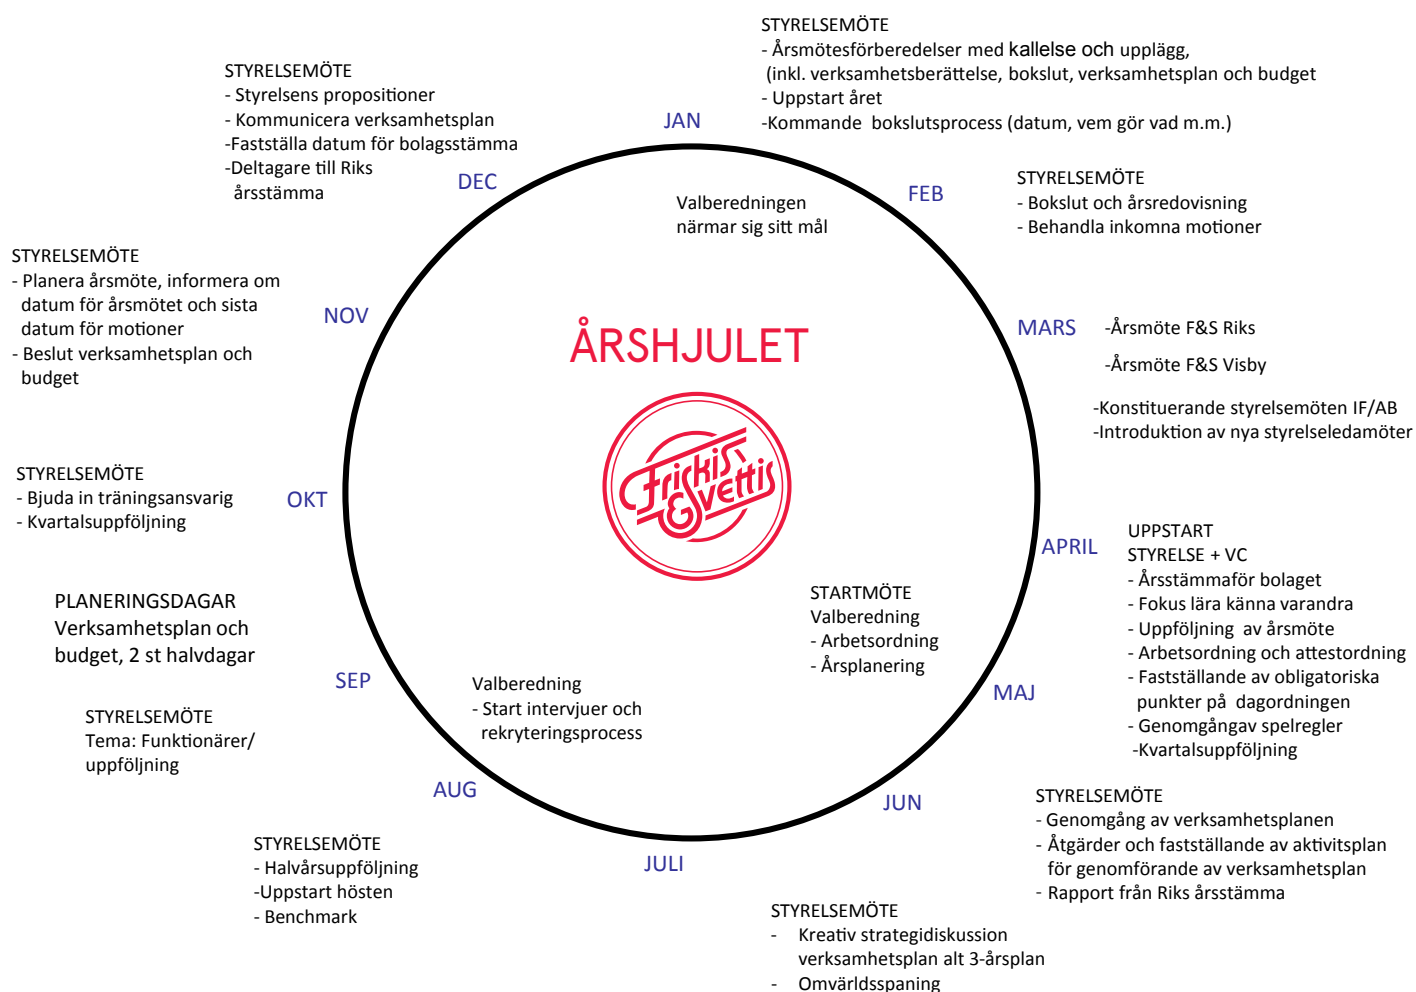 STYRELSEMÖTE
- Årsmötesförberedelser med kallelse och upplägg,
(inkl. verksamhetsberättelse, bokslut, verksamhetsplan och budget
- Uppstart året
-Kommande bokslutsprocess (datum, vem gör vad m.m.)
JAN
STYRELSEMÖTE
- Styrelsens propositioner
- Kommunicera verksamhetsplan
-Fastställa datum för bolagsstämma
-Deltagare till Riks
årsstämma
DEC
Valberedningen
närmar sig sitt mål
FEB
STYRELSEMÖTE
- Bokslut och årsredovisning
- Behandla inkomna motioner
STYRELSEMÖTE
- Planera årsmöte, informera om
datum för årsmötet och sista
datum för motioner
- Beslut verksamhetsplan och
budget
NOV
ÅRSHJULET
Friskis
&Svettis
MARS
-Årsmöte F&S Riks
-Årsmöte F&S Visby
-Konstituerande styrelsemöten IF/AB
-Introduktion av nya styrelseledamöter
STYRELSEMÖTE
- Bjuda in träningsansvarig
- Kvartalsuppföljning
OKT
APRIL
UPPSTART
STYRELSE + VC
- Årsstämmaför bolaget
- Fokus lära känna varandra
- Uppföljning av årsmöte
- Arbetsordning och attestordning
- Fastställande av obligatoriska
punkter på dagordningen
- Genomgångav spelregler
-Kvartalsuppföljning
PLANERINGSDAGAR
Verksamhetsplan och
budget, 2 st halvdagar
SEP
STYRELSEMÖTE
Tema: Funktionärer/
uppföljning
STARTMÖTE
Valberedning
- Arbetsordning
- Årsplanering
MAJ
Valberedning
- Start intervjuer och
rekryteringsprocess
AUG
JUN
STYRELSEMÖTE
- Genomgång av verksamhetsplanen
- Åtgärder och fastställande av aktivitsplan
för genomförande av verksamhetsplan
- Rapport från Riks årsstämma
STYRELSEMÖTE
- Halvårsuppföljning
-Uppstart hösten
- Benchmark
JULI
STYRELSEMÖTE
- Kreativ strategidiskussion
verksamhetsplan alt 3-årsplan
- Omvärldsspaning